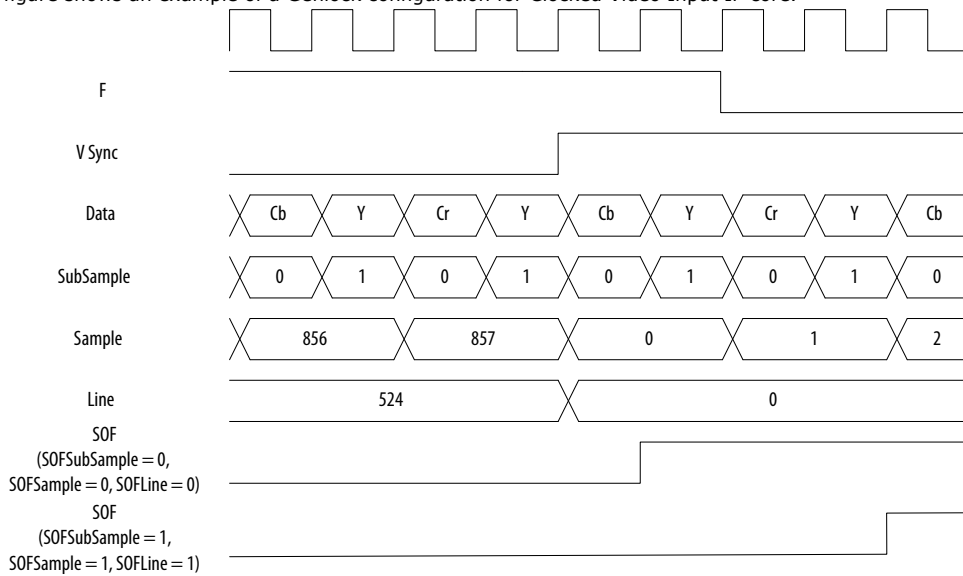 figure shows an example of a Genlock configuration for Clocked Video Input IP core.
F
V Sync
Data Cb Y Cr Y Cb Y Cr Y Cb
SubSample 0 1 0 1 0 1 0 1 0
Sample 856 857 0 1 2
Line 524 0
SOF
(SOFSubSample = 0,
SOFSample = 0, SOFLine = 0)
SOF
(SOFSubSample = 1,
SOFSample = 1, SOFLine = 1)